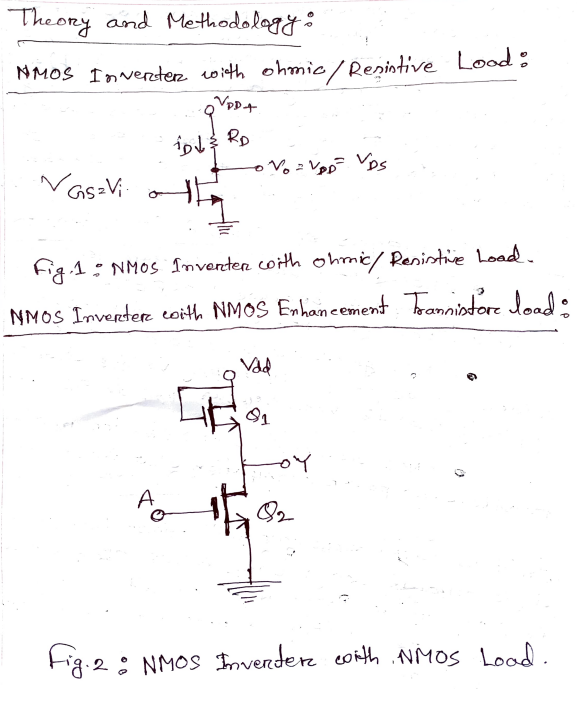 Theory and Methodology:
NMOS Inverter with ohmic/Resistive Load:
VDD+
iD↓ RD
Vo = VDD = VDS
VGS=Vi
Fig.1: NMOS Inverter with ohmic/Resistive Load.
NMOS Inverter with NMOS Enhancement Transistor load:
Vdd
Q1
Y
A
Q2
Fig.2: NMOS Inverter with NMOS Load.